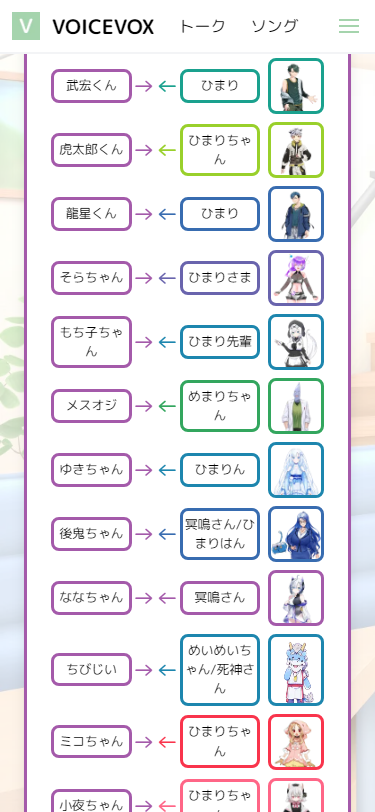 VOICEVOX トーク ソング
武宏くん → ← ひまり
虎太郎くん → ← ひまりちゃ
ん
龍星くん → ← ひまり
そらちゃん → ← ひまりさま
もち子ちゃ
ん → ← ひまり先輩
メスオジ → ← めまりちゃ
ん
ゆきちゃん → ← ひまりん
後鬼ちゃん → ← 冥鳴さん/ひ
まりはん
ななちゃん → ← 冥鳴さん
ちびじい → ← めいめいち
ゃん/死神さ
ん
ミコちゃん → ← ひまりちゃ
ん
小夜ちゃん → ← ひまりちゃ